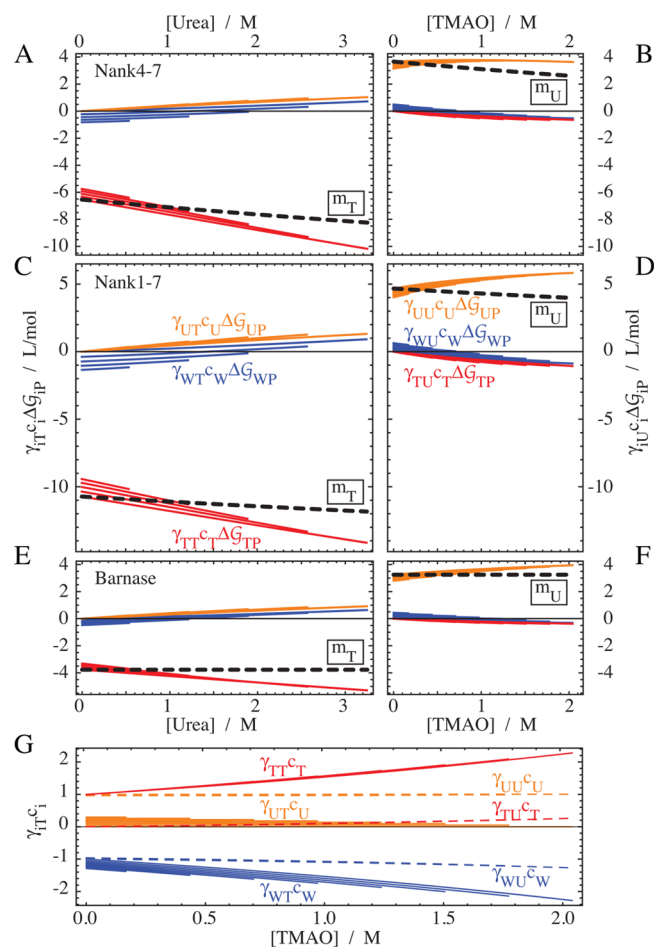 [Urea] / M
[TMAO] / M
0 1 2 3
0 1 2
A
B
Nank4-7
4
2
0
-2
-4
-6
-8
-10
m_U
m_T
4
2
0
-2
-4
-6
-8
-10
C
D
Nank1-7
5
0
-5
-10
γ_UT c_U Δ𝒢_UP
γ_WT c_W Δ𝒢_WP
m_T
γ_TT c_T Δ𝒢_TP
γ_UU c_U Δ𝒢_UP
m_U
γ_WU c_W Δ𝒢_WP
γ_TU c_T Δ𝒢_TP
5
0
-5
-10
γ_iT c_i Δ𝒢_iP / L/mol
γ_iU c_i Δ𝒢_iP / L/mol
E
F
Barnase
4
2
0
-2
-4
m_T
m_U
4
2
0
-2
-4
0 1 2 3
0 1 2
[Urea] / M
[TMAO] / M
G
2
1
0
-1
-2
γ_iT c_i
γ_TT c_T
γ_UU c_U
γ_UT c_U
γ_TU c_T
γ_WT c_W
γ_WU c_W
0.0 0.5 1.0 1.5 2.0
[TMAO] / M